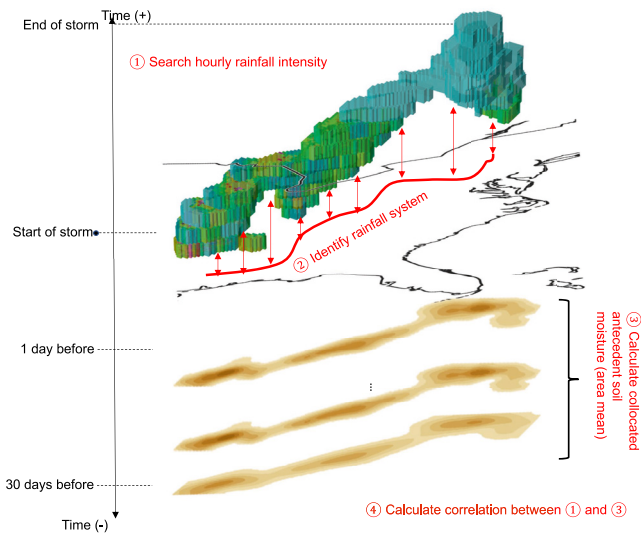 Time (+)
End of storm
① Search hourly rainfall intensity
Start of storm
② Identify rainfall system
1 day before
...
③ Calculate collocated
antecedent soil
moisture (area mean)
30 days before
④ Calculate correlation between ① and ③
Time (-)